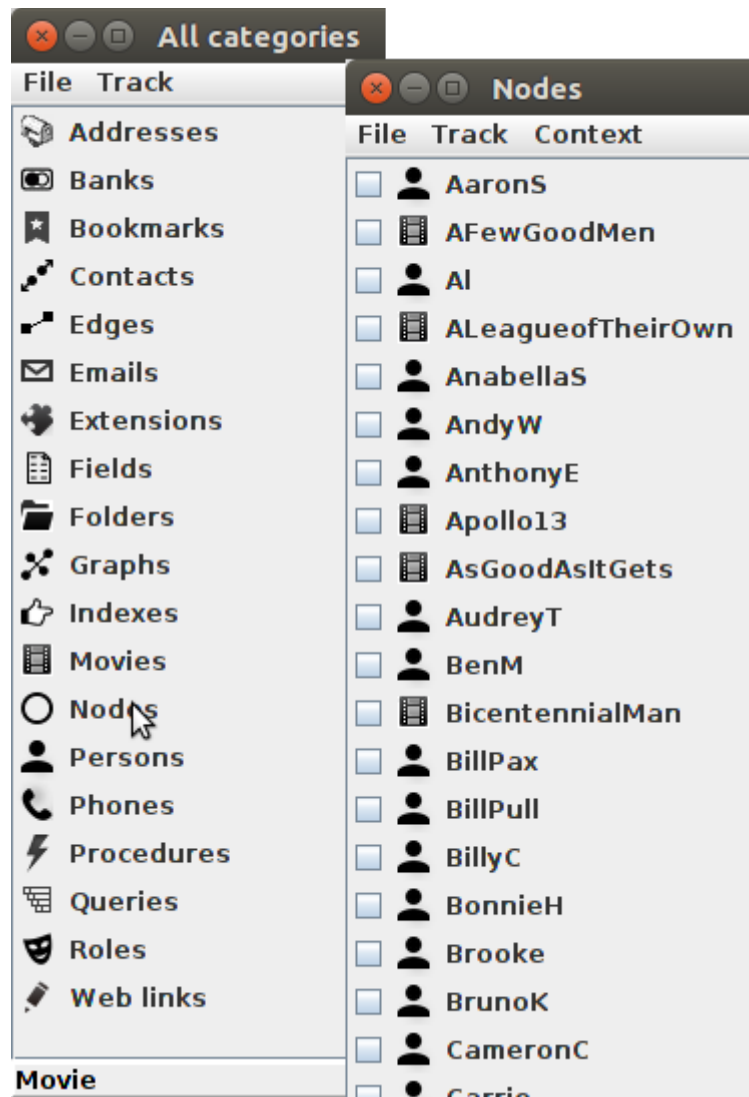 All categories
File Track
Addresses
Banks
Bookmarks
Contacts
Edges
Emails
Extensions
Fields
Folders
Graphs
Indexes
Movies
Nodes
Persons
Phones
Procedures
Queries
Roles
Web links
Movie
Nodes
File Track Context
AaronS
AFewGoodMen
Al
ALeagueofTheirOwn
AnabellaS
AndyW
AnthonyE
Apollo13
AsGoodAsItGets
AudreyT
BenM
BicentennialMan
BillPax
BillPull
BillyC
BonnieH
Brooke
BrunoK
CameronC
Carrie